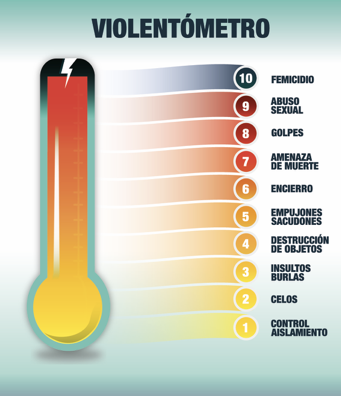 VIOLENTÓMETRO
10 FEMICIDIO
9 ABUSO
SEXUAL
8 GOLPES
7 AMENAZA
DE MUERTE
6 ENCIERRO
5 EMPUJONES
SACUDONES
4 DESTRUCCIÓN
DE OBJETOS
3 INSULTOS
BURLAS
2 CELOS
1 CONTROL
AISLAMIENTO